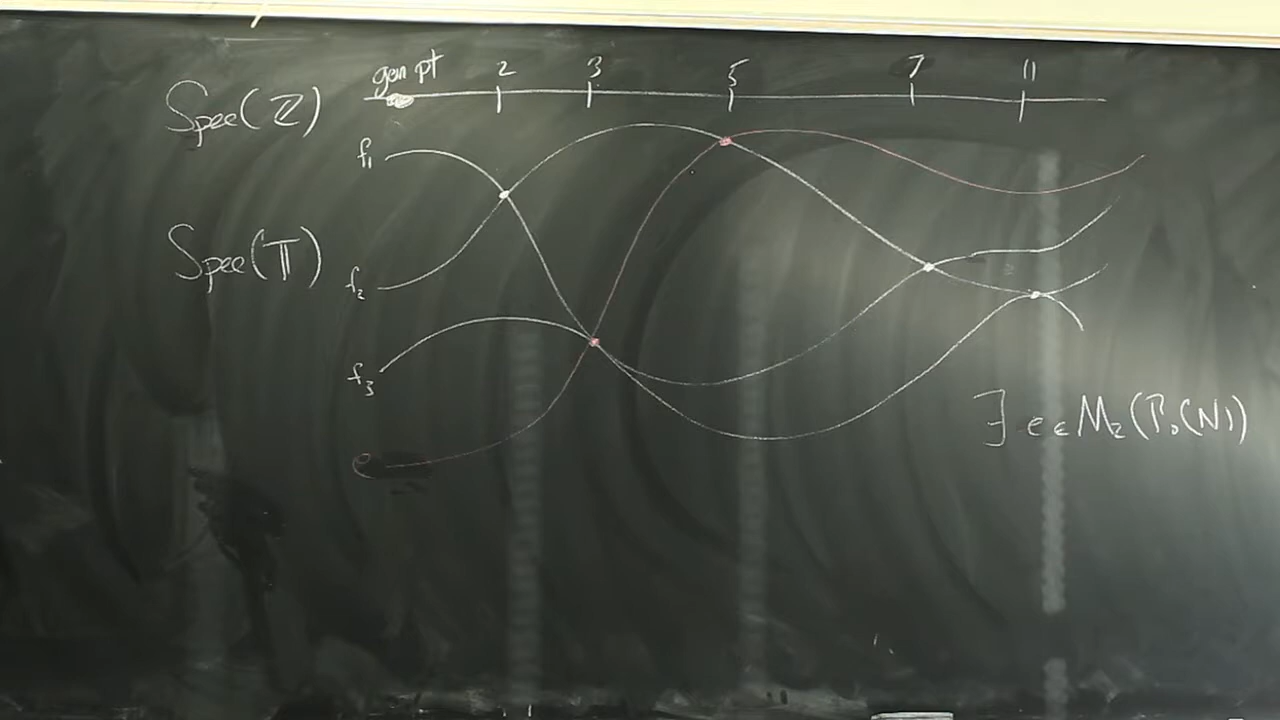 gen pt 2 3 5 7 11
Spec(ℤ)
f₁
Spec(𝕋)
f₂
f₃
∃ e ∈ M₂(Γ₀(N))
e